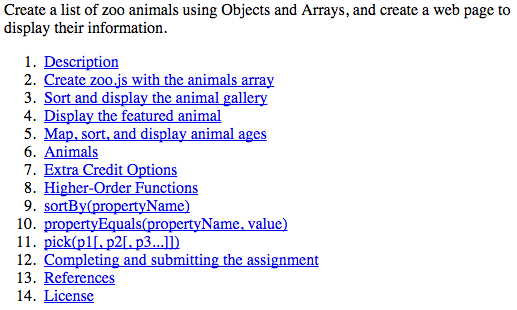 Create a list of zoo animals using Objects and Arrays, and create a web page to
display their information.
1. Description
2. Create zoo.js with the animals array
3. Sort and display the animal gallery
4. Display the featured animal
5. Map, sort, and display animal ages
6. Animals
7. Extra Credit Options
8. Higher-Order Functions
9. sortBy(propertyName)
10. propertyEquals(propertyName, value)
11. pick(p1[, p2[, p3...]])
12. Completing and submitting the assignment
13. References
14. License